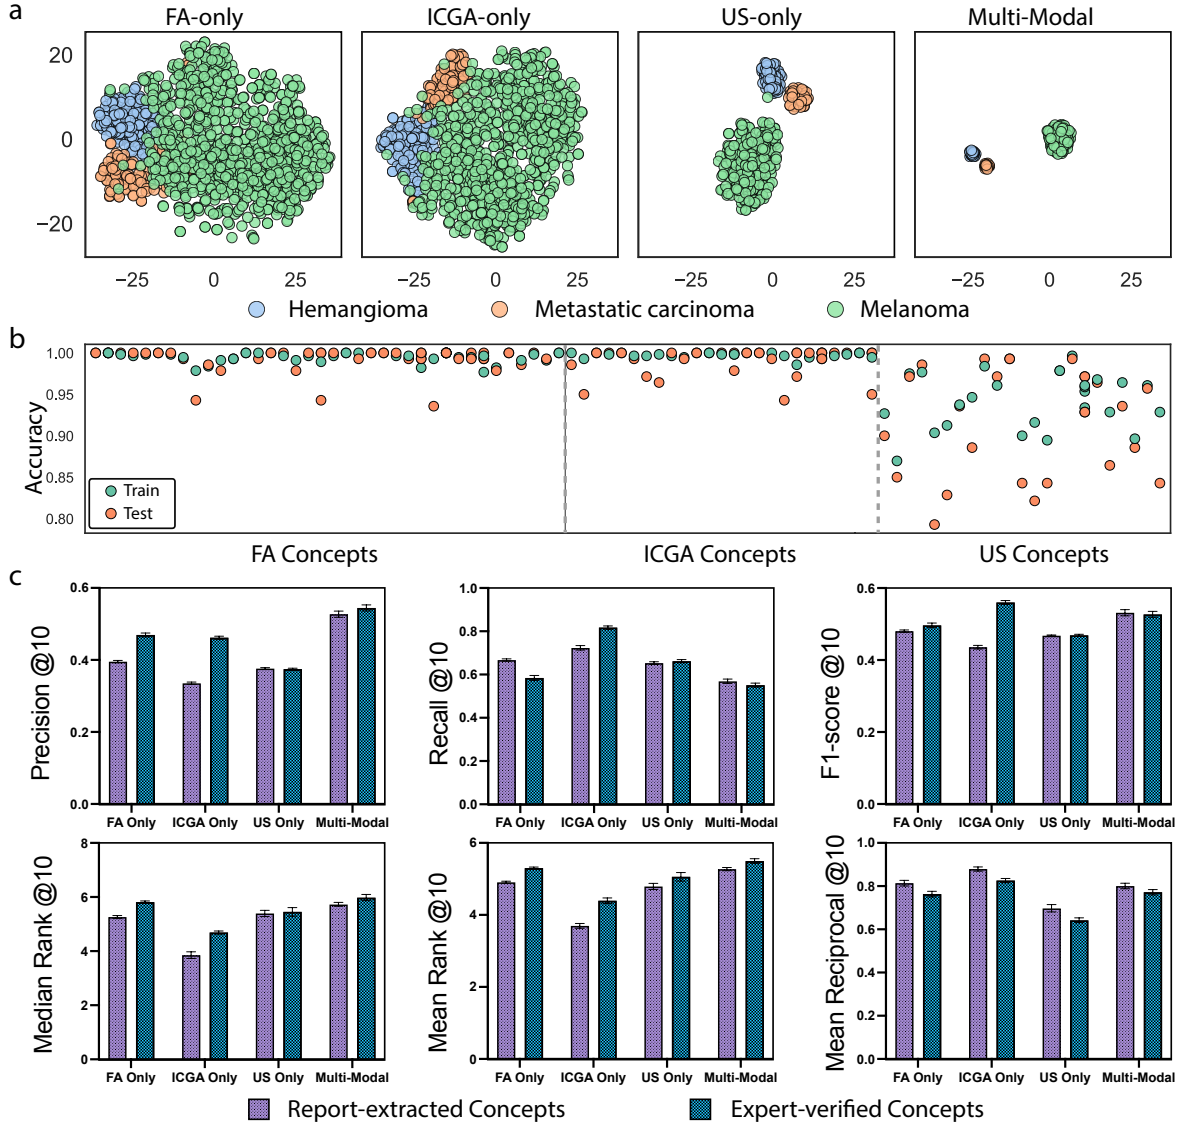 a
FA-only ICGA-only US-only Multi-Modal
20
0
−20
−25 0 25 −25 0 25 −25 0 25 −25 0 25
Hemangioma Metastatic carcinoma Melanoma
b
Accuracy
1.00
0.95
0.90
0.85
0.80
Train
Test
FA Concepts ICGA Concepts US Concepts
c
Precision @10
0.6
0.4
0.2
0.0
FA Only ICGA Only US Only Multi-Modal
Recall @10
1.0
0.8
0.6
0.4
0.2
0.0
FA Only ICGA Only US Only Multi-Modal
F1-score @10
0.6
0.4
0.2
0.0
FA Only ICGA Only US Only Multi-Modal
Median Rank @10
8
6
4
2
0
FA Only ICGA Only US Only Multi-Modal
Mean Rank @10
6
4
2
0
FA Only ICGA Only US Only Multi-Modal
Mean Reciprocal @10
1.0
0.8
0.6
0.4
0.2
0.0
FA Only ICGA Only US Only Multi-Modal
Report-extracted Concepts Expert-verified Concepts